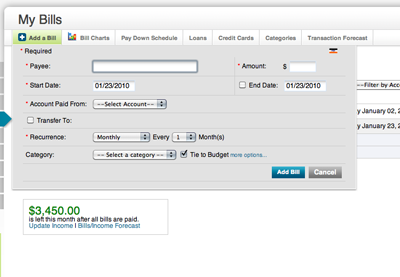 My Bills
Add a Bill Bill Charts Pay Down Schedule Loans Credit Cards Categories Transaction Forecast
* Required
* Payee: * Amount: $
* Start Date: 01/23/2010 End Date: 01/23/2010
--Filter by Acc
* Account Paid From: --Select Account--
y January 02, 2
Transfer To:
y January 23, 2
* Recurrence: Monthly Every 1 Month(s)
Category: -- Select a category -- Tie to Budget more options...
Add Bill Cancel
$3,450.00
is left this month after all bills are paid.
Update Income | Bills/Income Forecast